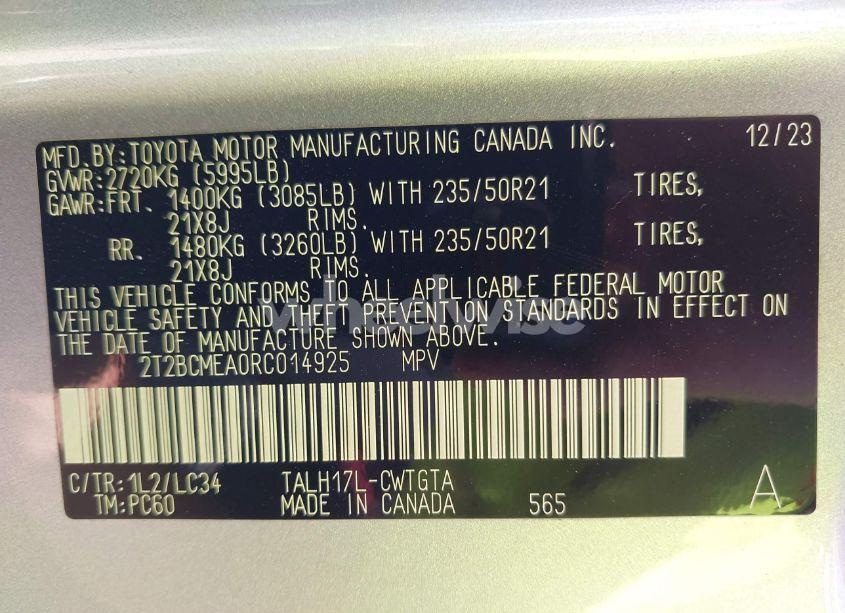 MFD. BY: TOYOTA MOTOR MANUFACTURING CANADA INC. 12/23
GVWR: 2720KG (5995LB)
GAWR: FRT. 1400KG (3085LB) WITH 235/50R21 TIRES,
21X8J RIMS.
RR. 1480KG (3260LB) WITH 235/50R21 TIRES,
21X8J RIMS.
THIS VEHICLE CONFORMS TO ALL APPLICABLE FEDERAL MOTOR
VEHICLE SAFETY AND THEFT PREVENTION STANDARDS IN EFFECT ON
THE DATE OF MANUFACTURE SHOWN ABOVE.
2T2BCMEA0RC014925 MPV
C/TR: 1L2/LC34 TALH17L-CWTGTA A
TM: PC60 MADE IN CANADA 565